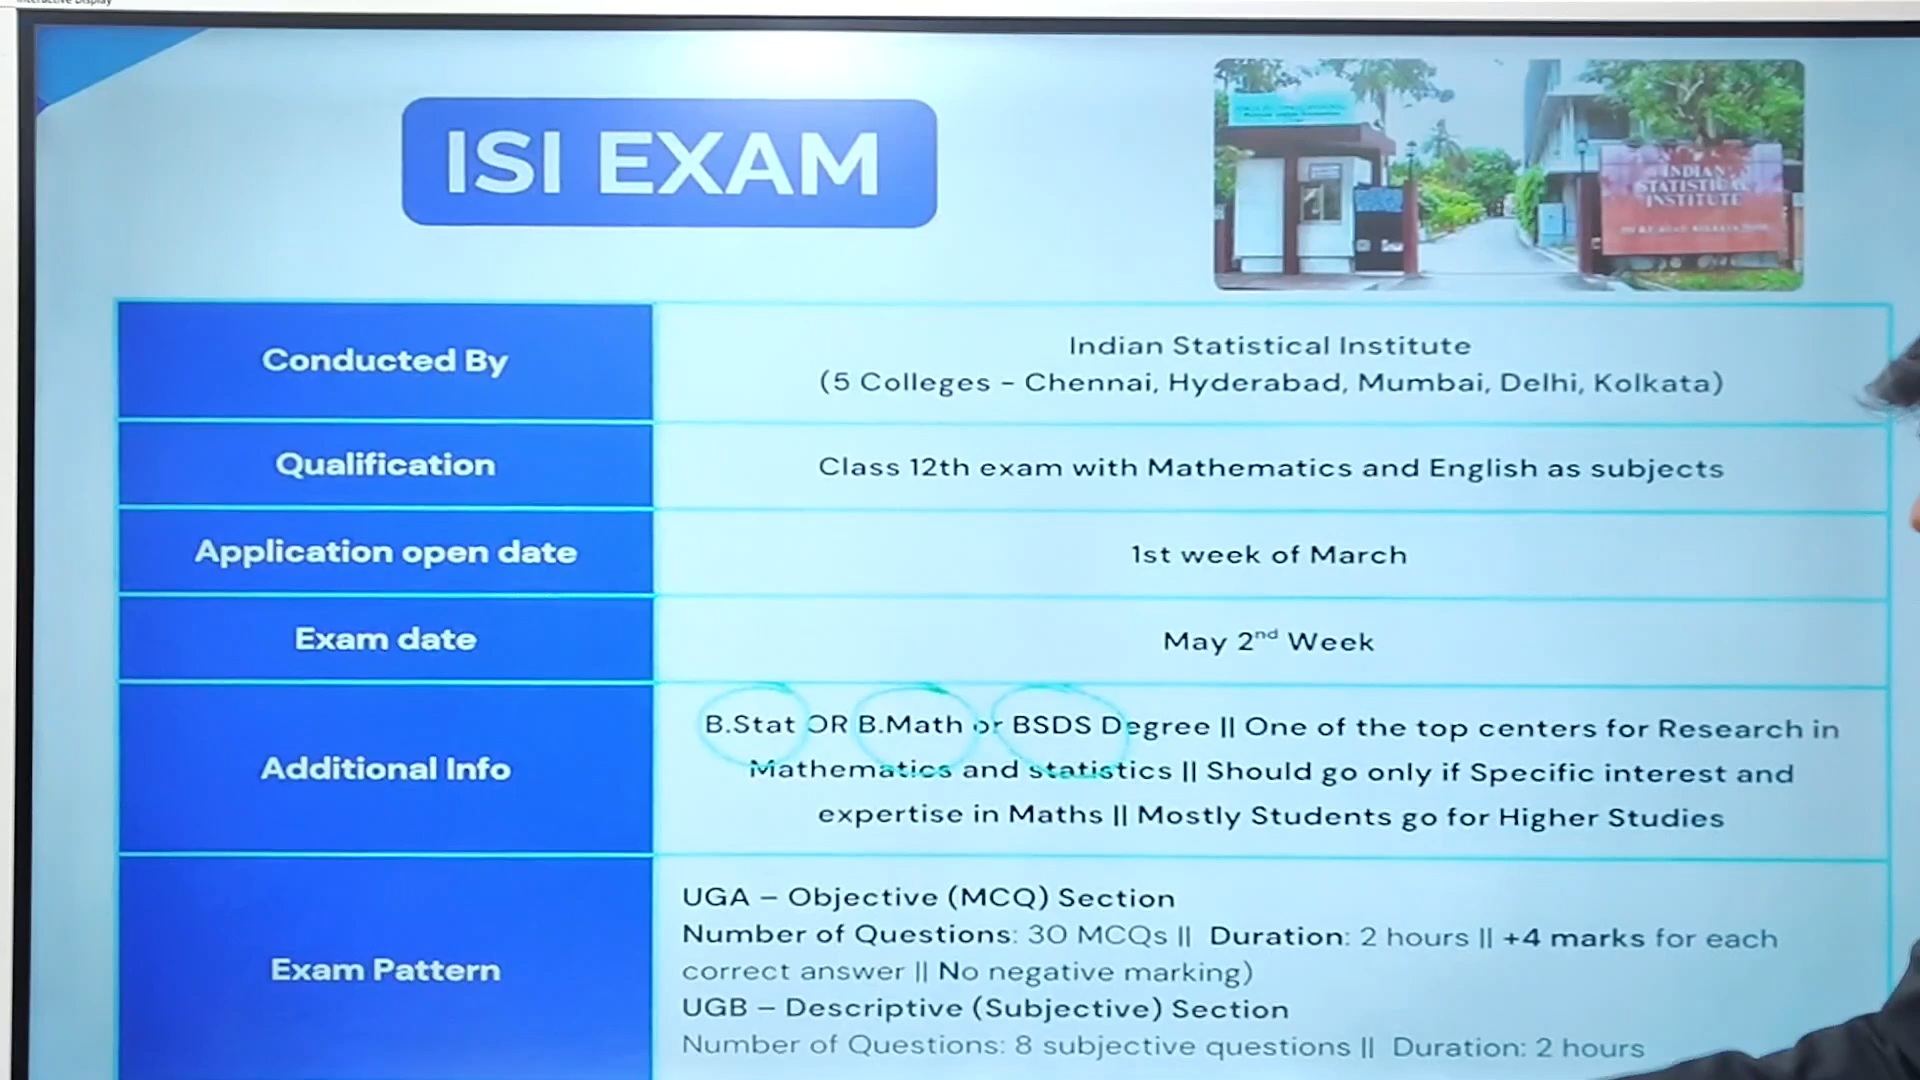 Interactive Display
ISI EXAM
INDIAN
STATISTICAL
INSTITUTE
Conducted By
Indian Statistical Institute
(5 Colleges – Chennai, Hyderabad, Mumbai, Delhi, Kolkata)
Qualification
Class 12th exam with Mathematics and English as subjects
Application open date
1st week of March
Exam date
May 2nd Week
Additional Info
B.Stat OR B.Math or BSDS Degree || One of the top centers for Research in
Mathematics and statistics || Should go only if Specific interest and
expertise in Maths || Mostly Students go for Higher Studies
Exam Pattern
UGA – Objective (MCQ) Section
Number of Questions: 30 MCQs || Duration: 2 hours || +4 marks for each
correct answer || No negative marking)
UGB – Descriptive (Subjective) Section
Number of Questions: 8 subjective questions || Duration: 2 hours